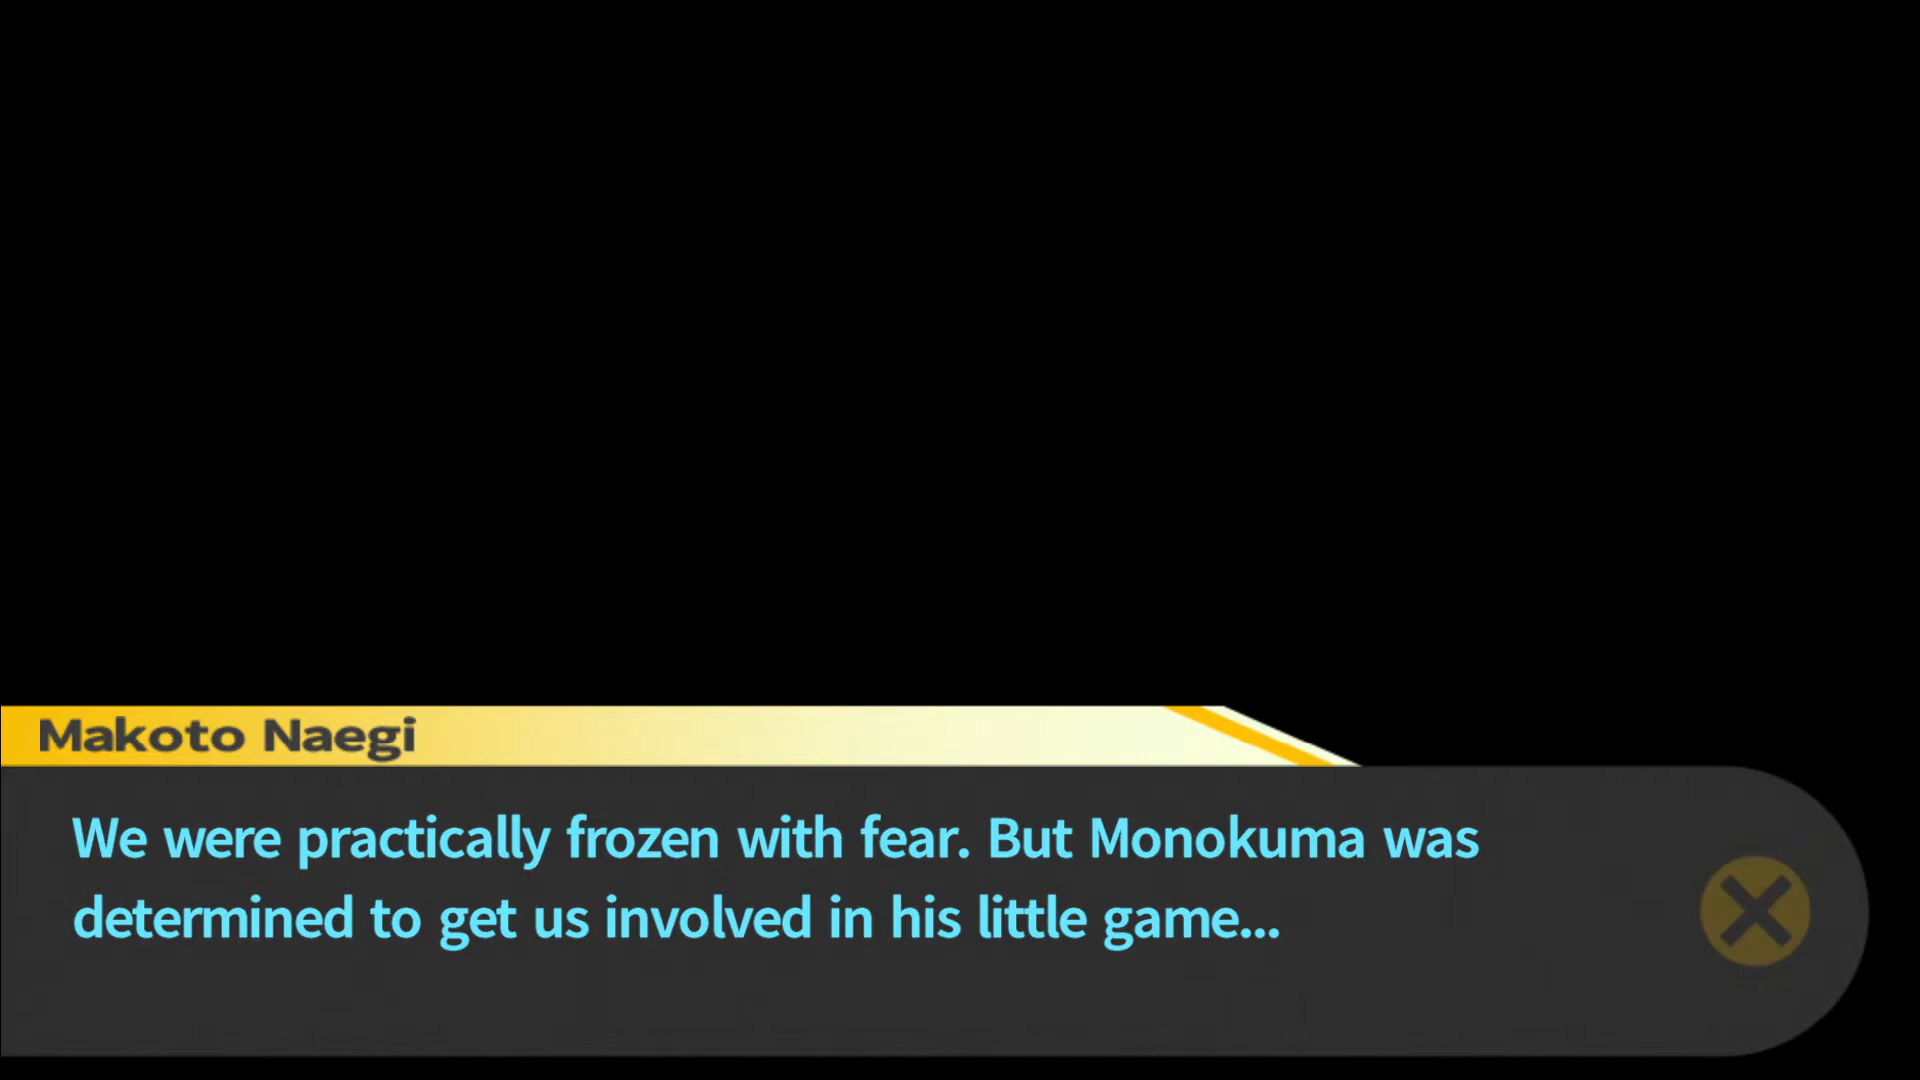 Makoto Naegi
We were practically frozen with fear. But Monokuma was
determined to get us involved in his little game...